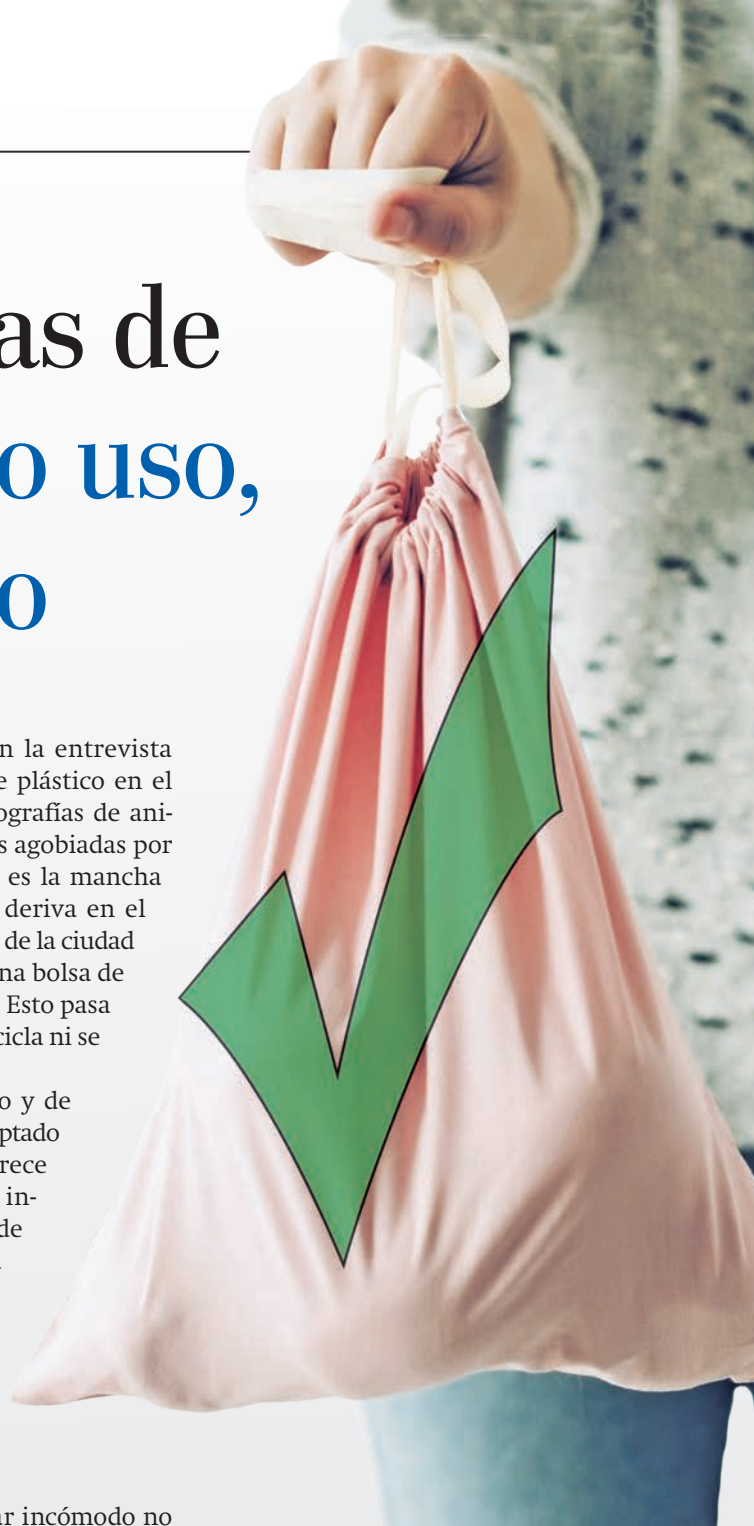 as de
o uso,
o
n la entrevista
e plástico en el
ografías de ani-
s agobiadas por
es la mancha
deriva en el
de la ciudad
na bolsa de
Esto pasa
cicla ni se
o y de
ptado
rece
in-
de
ar incómodo no